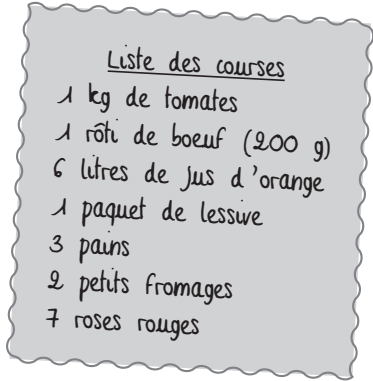 Liste des courses
1 kg de tomates
1 rôti de boeuf (200 g)
6 litres de jus d'orange
1 paquet de lessive
3 pains
2 petits fromages
7 roses rouges